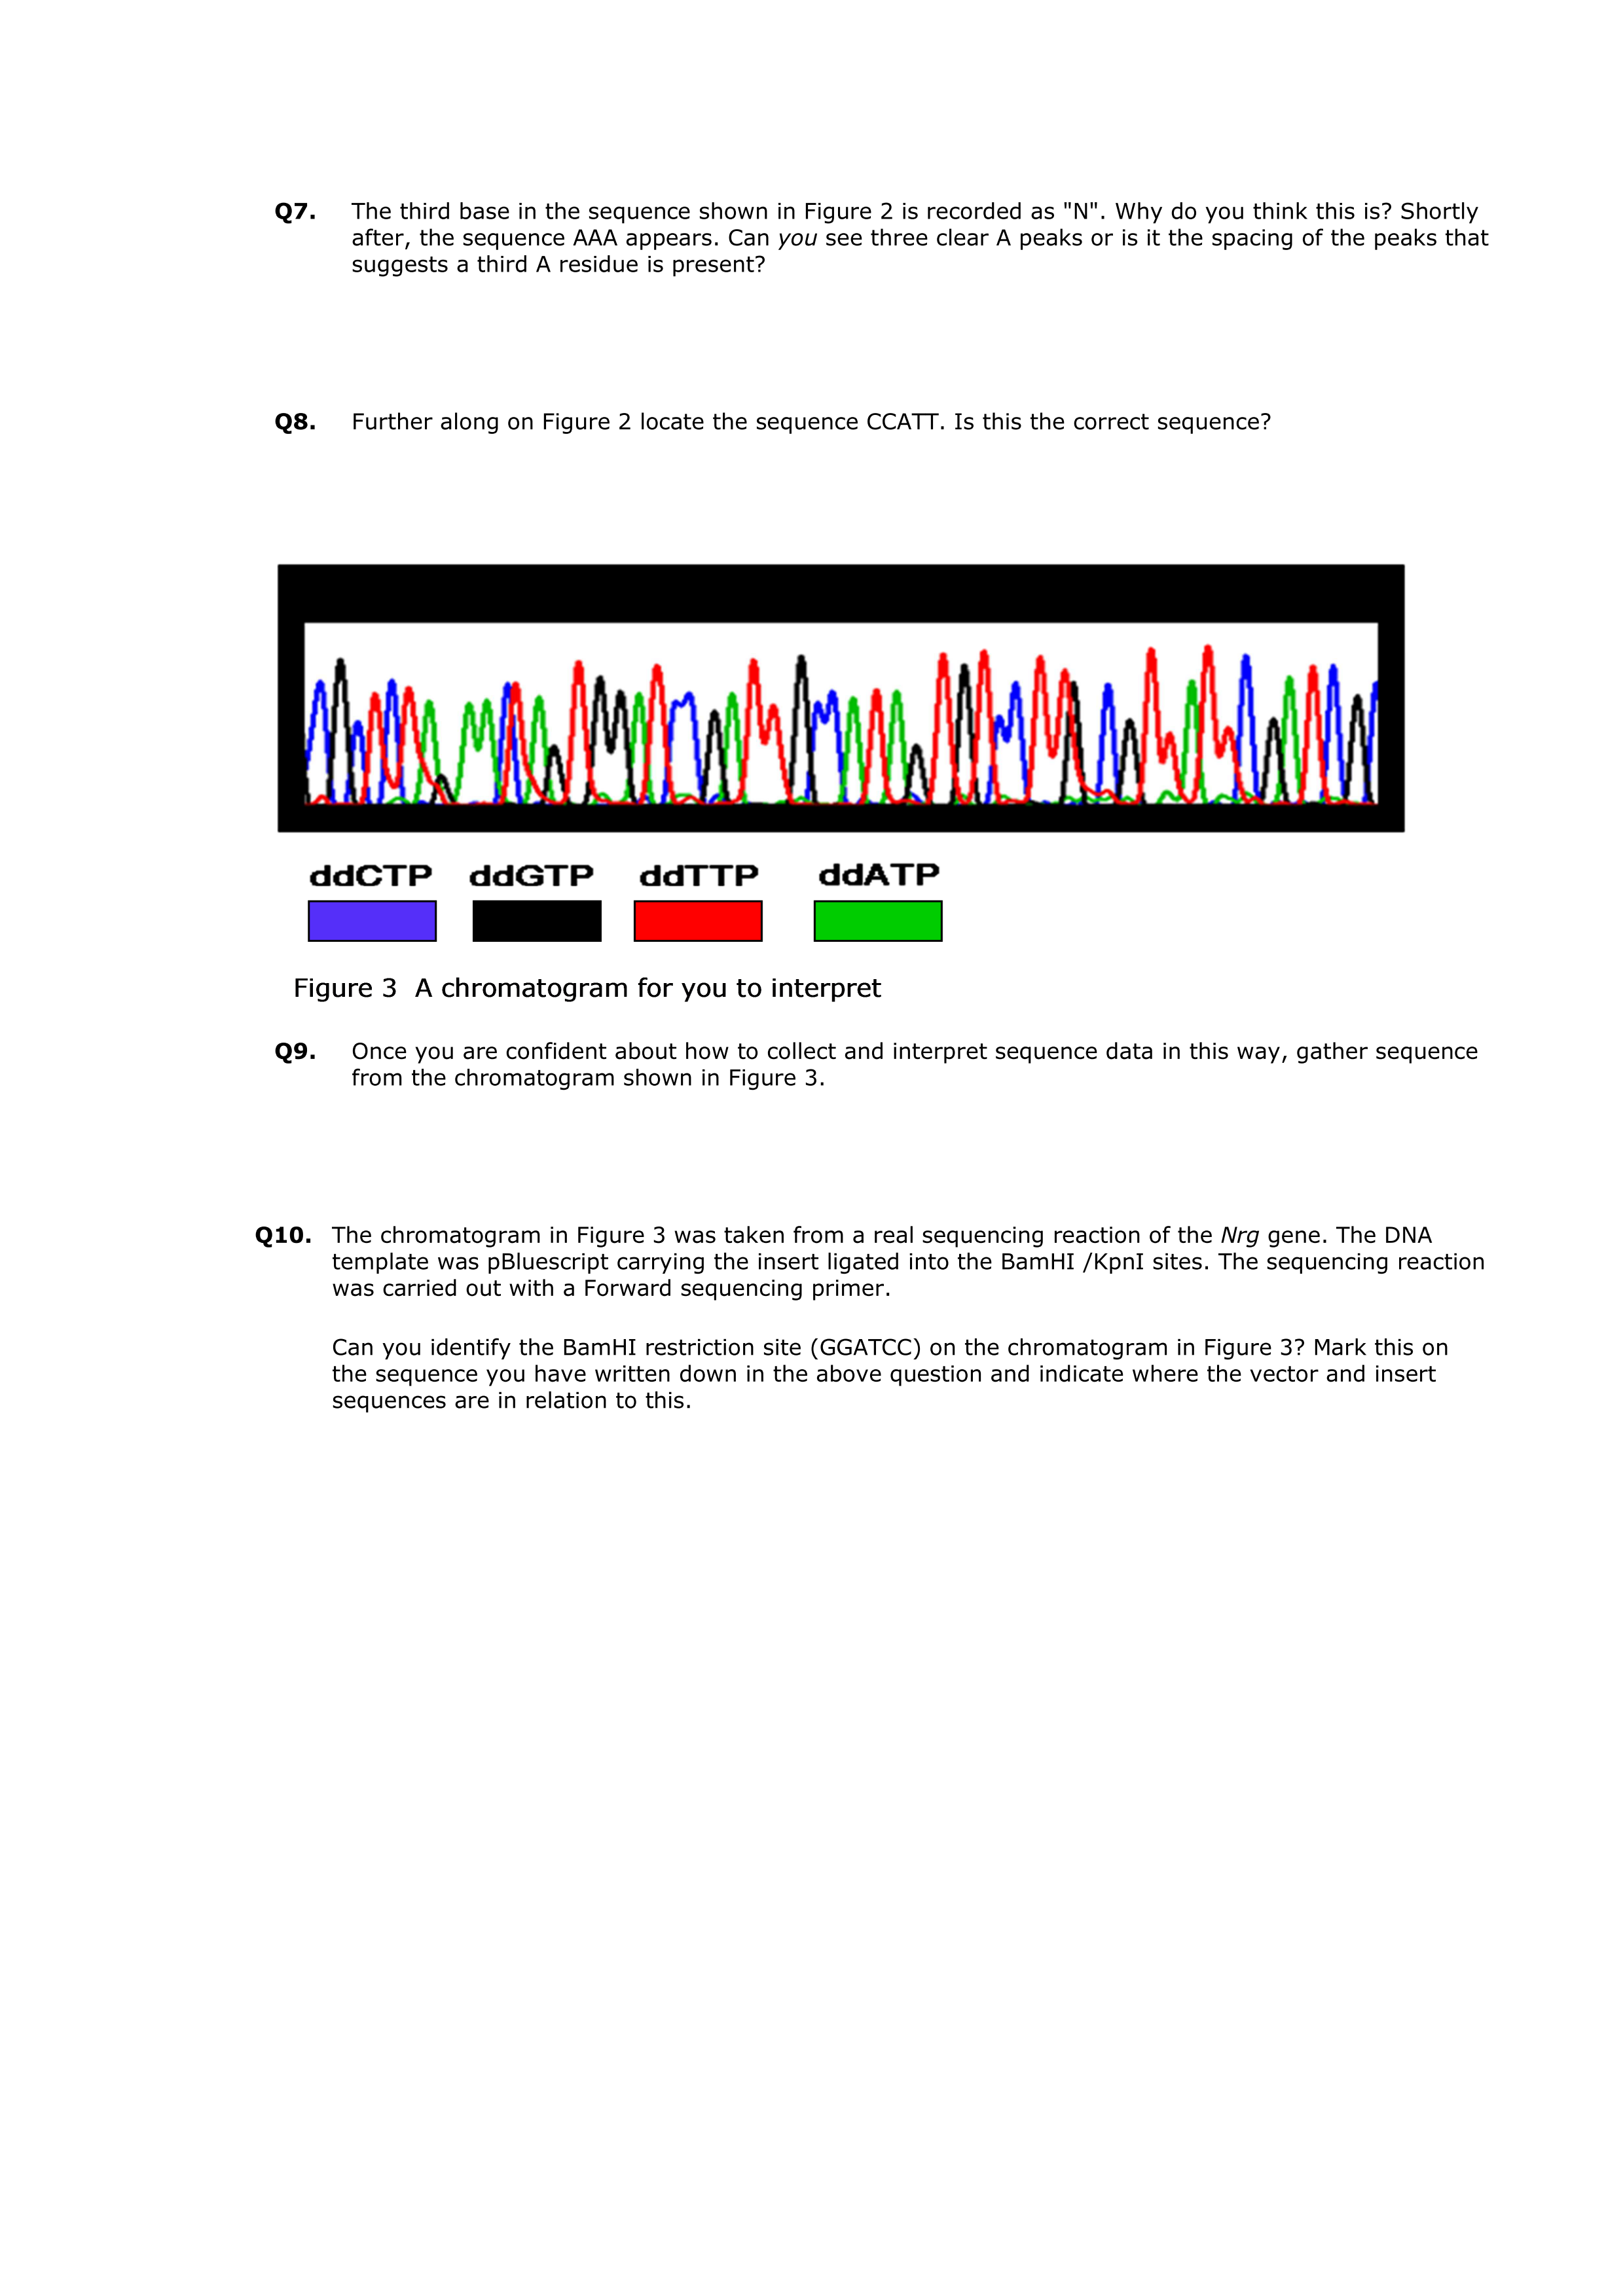 Q7. The third base in the sequence shown in Figure 2 is recorded as "N". Why do you think this is? Shortly
after, the sequence AAA appears. Can you see three clear A peaks or is it the spacing of the peaks that
suggests a third A residue is present?
Q8. Further along on Figure 2 locate the sequence CCATT. Is this the correct sequence?
ddCTP ddGTP ddTTP ddATP
Figure 3 A chromatogram for you to interpret
Q9. Once you are confident about how to collect and interpret sequence data in this way, gather sequence
from the chromatogram shown in Figure 3.
Q10. The chromatogram in Figure 3 was taken from a real sequencing reaction of the Nrg gene. The DNA
template was pBluescript carrying the insert ligated into the BamHI /KpnI sites. The sequencing reaction
was carried out with a Forward sequencing primer.
Can you identify the BamHI restriction site (GGATCC) on the chromatogram in Figure 3? Mark this on
the sequence you have written down in the above question and indicate where the vector and insert
sequences are in relation to this.